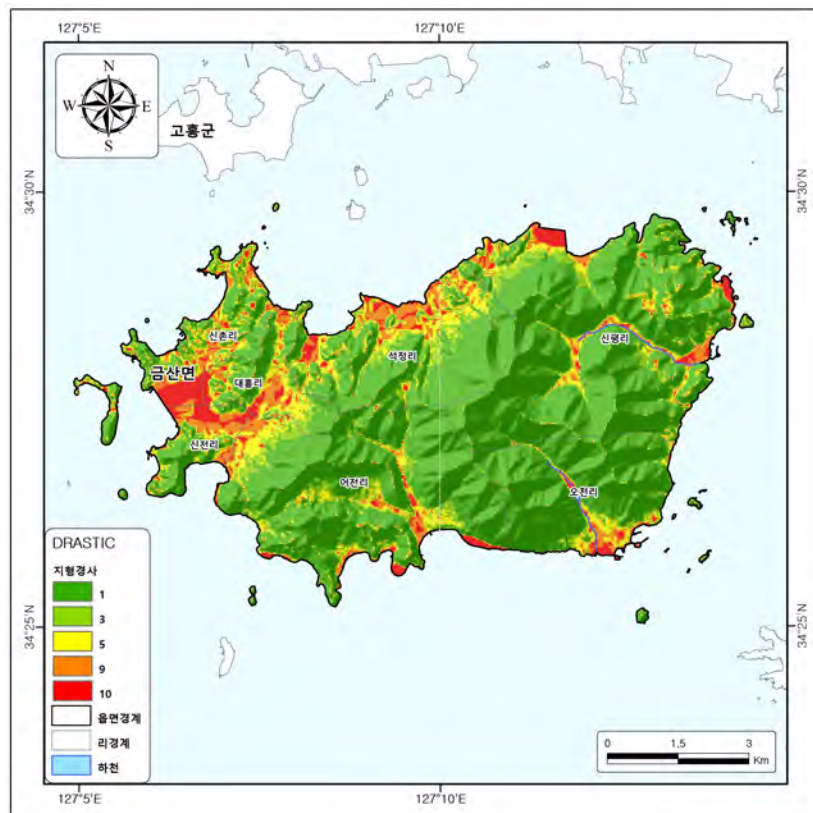 127°5'E
127°10'E
N
W
E
S
고흥군
34°30'N
34°30'N
신촌리
석정리
신평리
금산면
대흥리
신전리
어전리
오천리
DRASTIC
지형경사
1
3
5
9
10
읍면경계
리경계
하천
34°25'N
34°25'N
0
1.5
3
Km
127°5'E
127°10'E